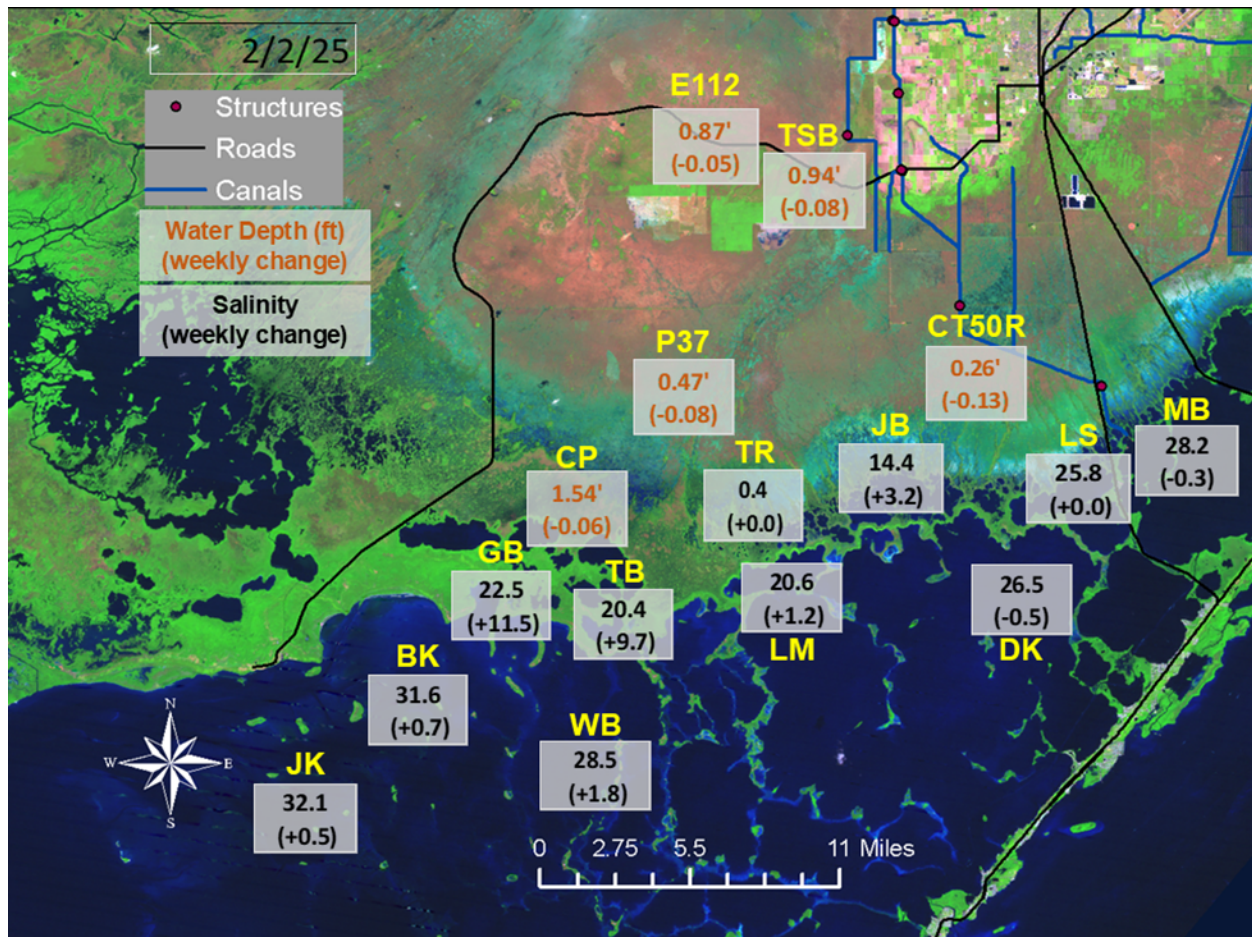 2/2/25
Structures
Roads
Canals
Water Depth (ft)
(weekly change)
Salinity
(weekly change)
E112
0.87'
(-0.05)
TSB
0.94'
(-0.08)
P37
0.47'
(-0.08)
CT50R
0.26'
(-0.13)
CP
1.54'
(-0.06)
TR
0.4
(+0.0)
JB
14.4
(+3.2)
LS
25.8
(+0.0)
MB
28.2
(-0.3)
GB
22.5
(+11.5)
TB
20.4
(+9.7)
20.6
(+1.2)
LM
26.5
(-0.5)
DK
BK
31.6
(+0.7)
WB
28.5
(+1.8)
JK
32.1
(+0.5)
N
W E
S
0 2.75 5.5 11 Miles